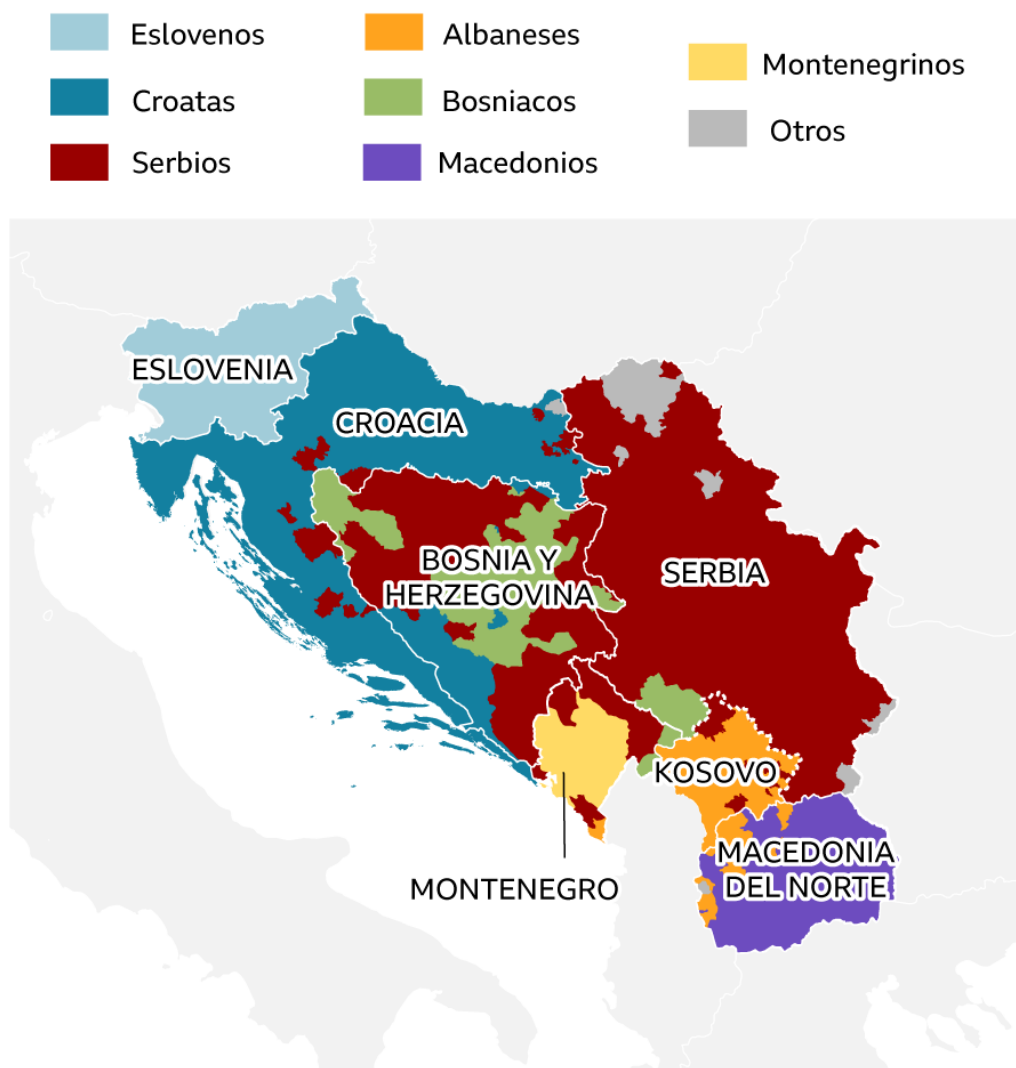 Eslovenos
Croatas
Serbios
Albaneses
Bosniacos
Macedonios
Montenegrinos
Otros
ESLOVENIA
CROACIA
BOSNIA Y
HERZEGOVINA
SERBIA
KOSOVO
MACEDONIA
DEL NORTE
MONTENEGRO